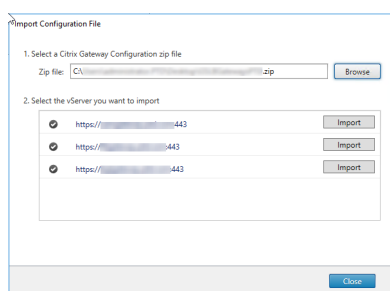 Import Configuration File
1. Select a Citrix Gateway Configuration zip file
Zip file: C:\ .zip Browse
2. Select the vServer you want to import
https:// 443 Import
https:// :443 Import
https:// 443 Import
Close